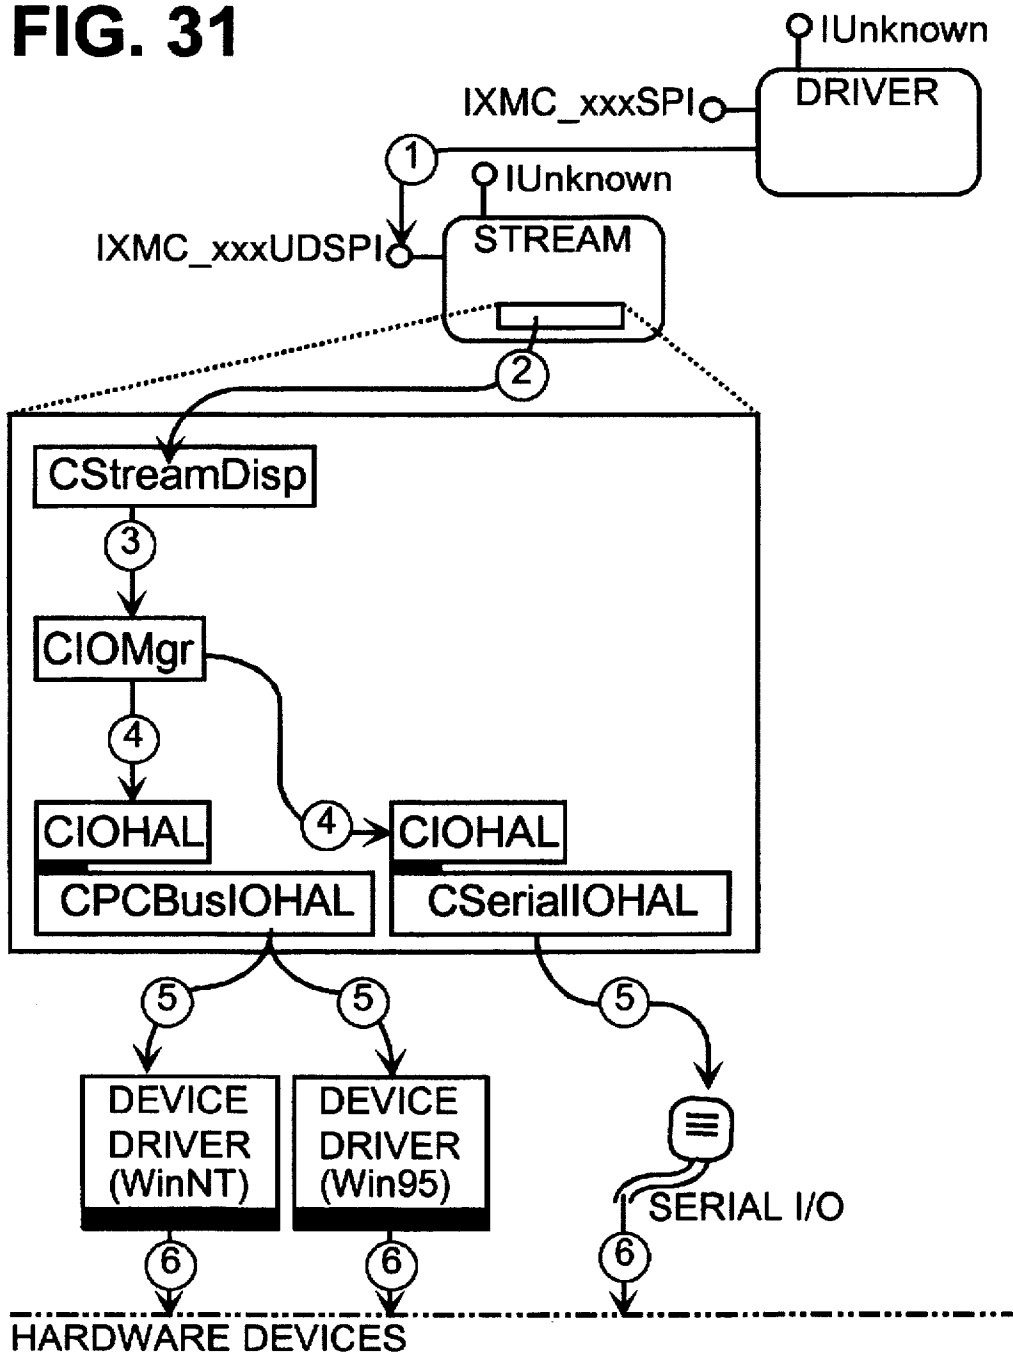 FIG. 31
IUnknown
DRIVER
IXMC_xxxSPI
1
IUnknown
IXMC_xxxUDSPI
STREAM
2
CStreamDisp
3
CIOMgr
4
4
CIOHAL
CIOHAL
CPCBusIOHAL
CSerialIOHAL
5
5
5
DEVICE
DRIVER
(WinNT)
DEVICE
DRIVER
(Win95)
SERIAL I/O
6
6
6
HARDWARE DEVICES